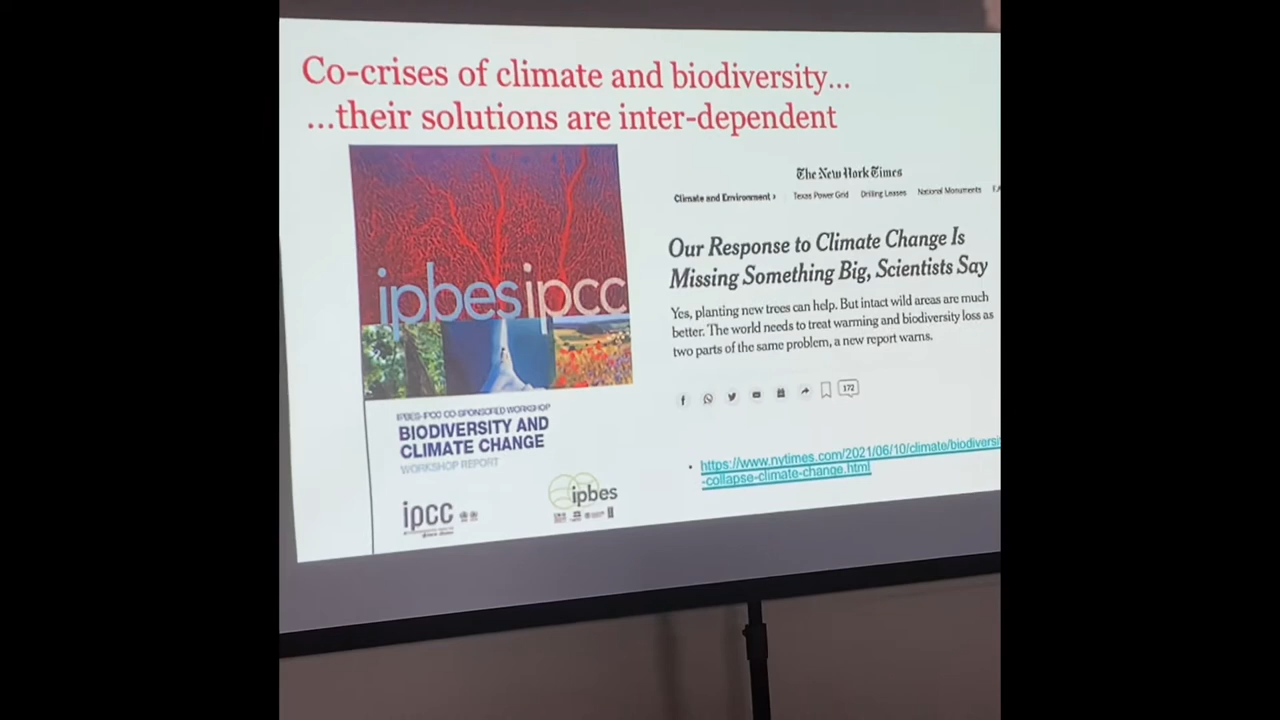 Co-crises of climate and biodiversity...
...their solutions are inter-dependent
ipbes ipcc
IPBES-IPCC CO-SPONSORED WORKSHOP
BIODIVERSITY AND
CLIMATE CHANGE
WORKSHOP REPORT
ipcc
ipbes
The New York Times
Climate and Environment › Texas Power Grid Drilling Leases National Monuments
Our Response to Climate Change Is
Missing Something Big, Scientists Say
Yes, planting new trees can help. But intact wild areas are much
better. The world needs to treat warming and biodiversity loss as
two parts of the same problem, a new report warns.
172
• https://www.nytimes.com/2021/06/10/climate/biodiversi
-collapse-climate-change.html